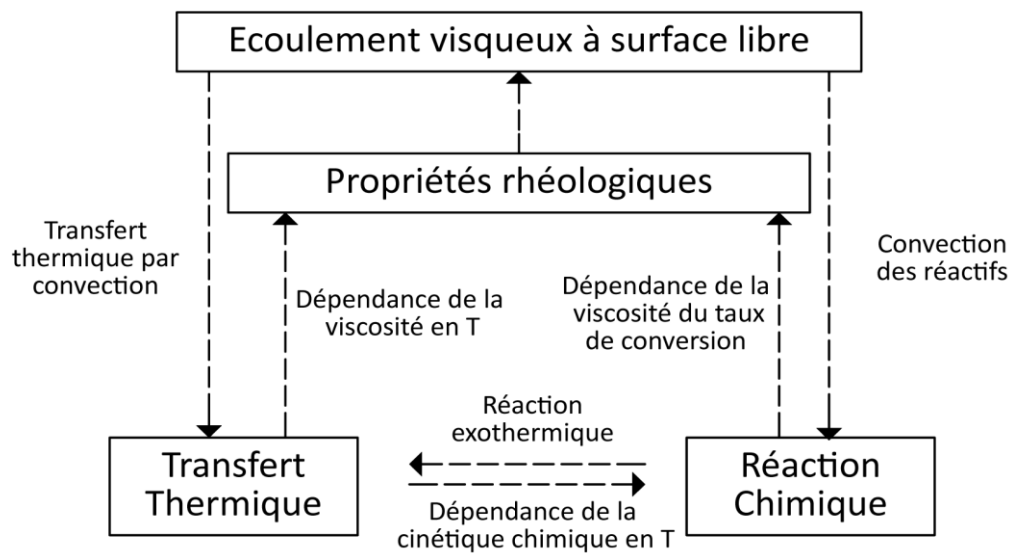 Ecoulement visqueux à surface libre
Propriétés rhéologiques
Transfert
thermique par
convection
Dépendance de la
viscosité en T
Dépendance de la
viscosité du taux
de conversion
Convection
des réactifs
Réaction
exothermique
Transfert
Thermique
Réaction
Chimique
Dépendance de la
cinétique chimique en T